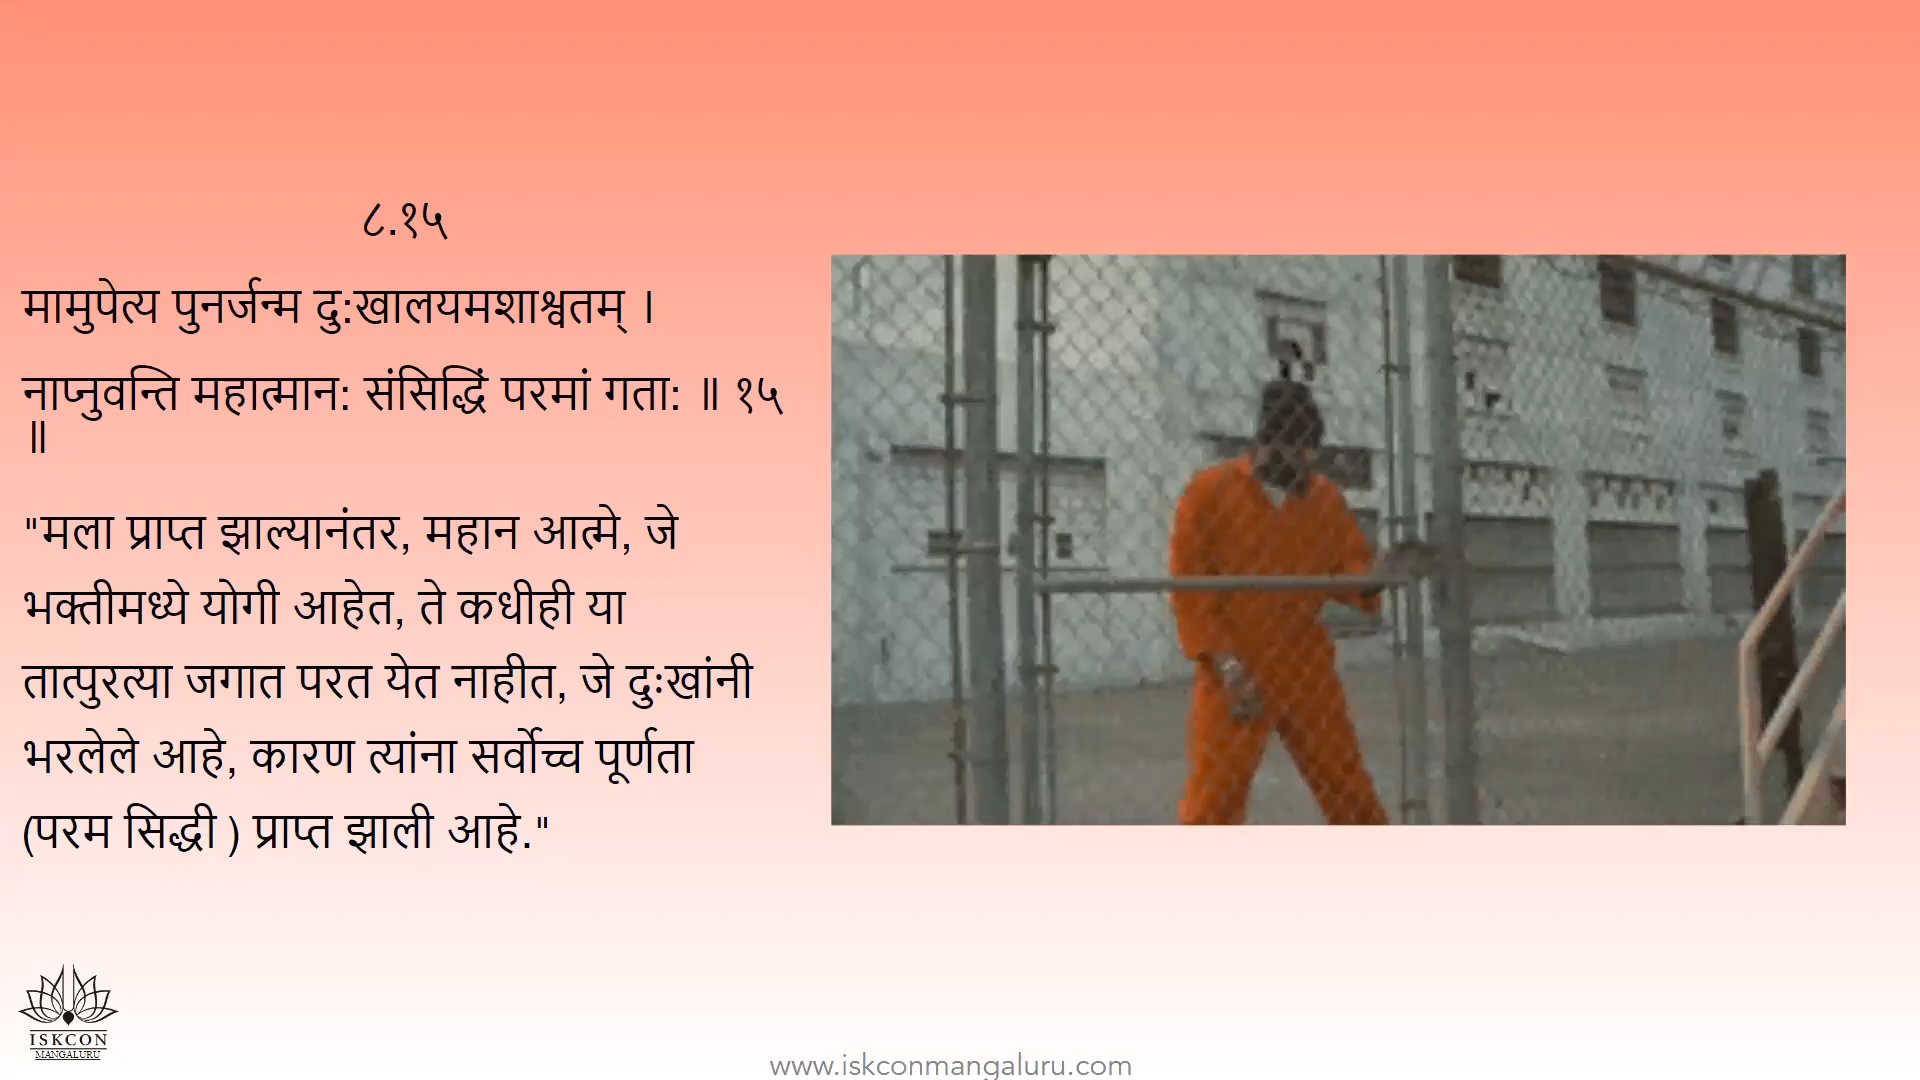 ८.१५
मामुपेत्य पुनर्जन्म दु:खालयमशाश्वतम् ।
नाप्नुवन्ति महात्मान: संसिद्धिं परमां गता: ॥ १५
॥
"मला प्राप्त झाल्यानंतर, महान आत्मे, जे
भक्तीमध्ये योगी आहेत, ते कधीही या
तात्पुरत्या जगात परत येत नाहीत, जे दुःखांनी
भरलेले आहे, कारण त्यांना सर्वोच्च पूर्णता
(परम सिद्धी ) प्राप्त झाली आहे."
ISKCON
MANGALURU
www.iskconmangaluru.com